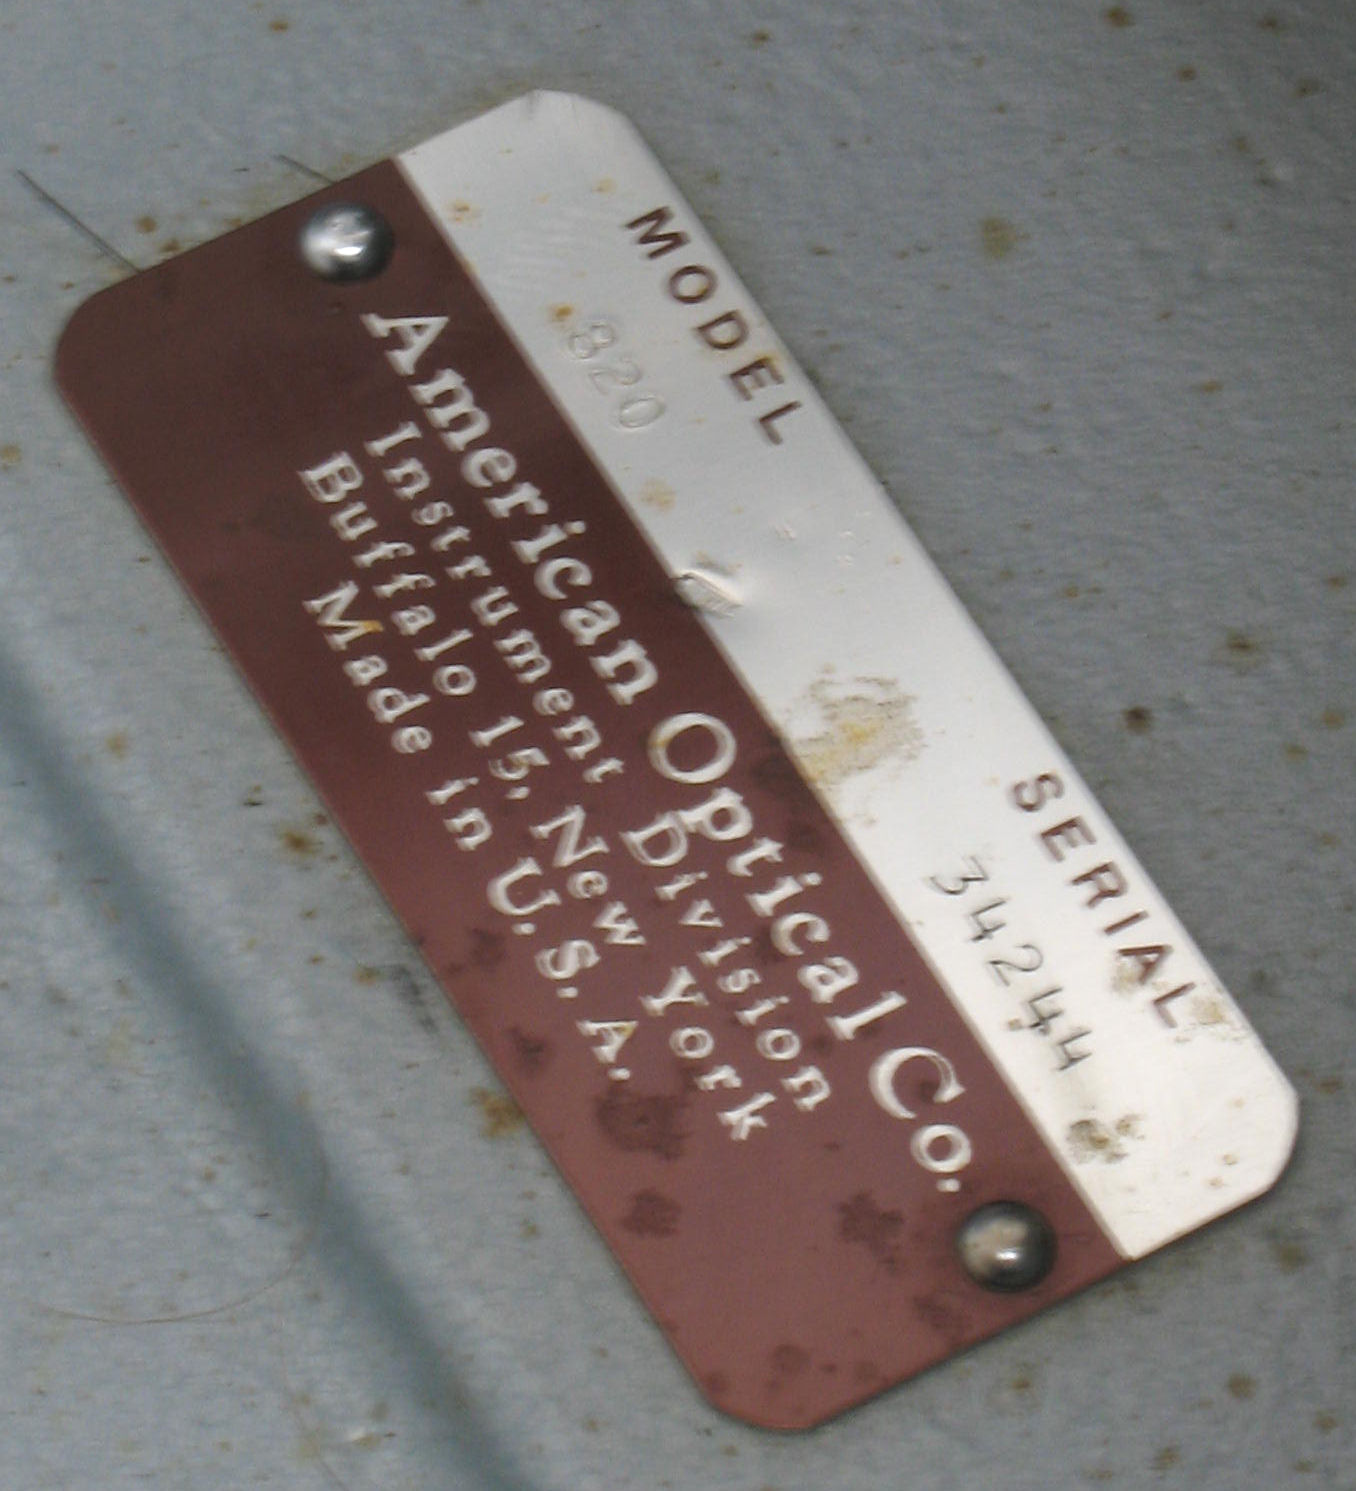 MODEL SERIAL
820 34244
American Optical Co.
Instrument Division
Buffalo 15, New York
Made in U.S.A.